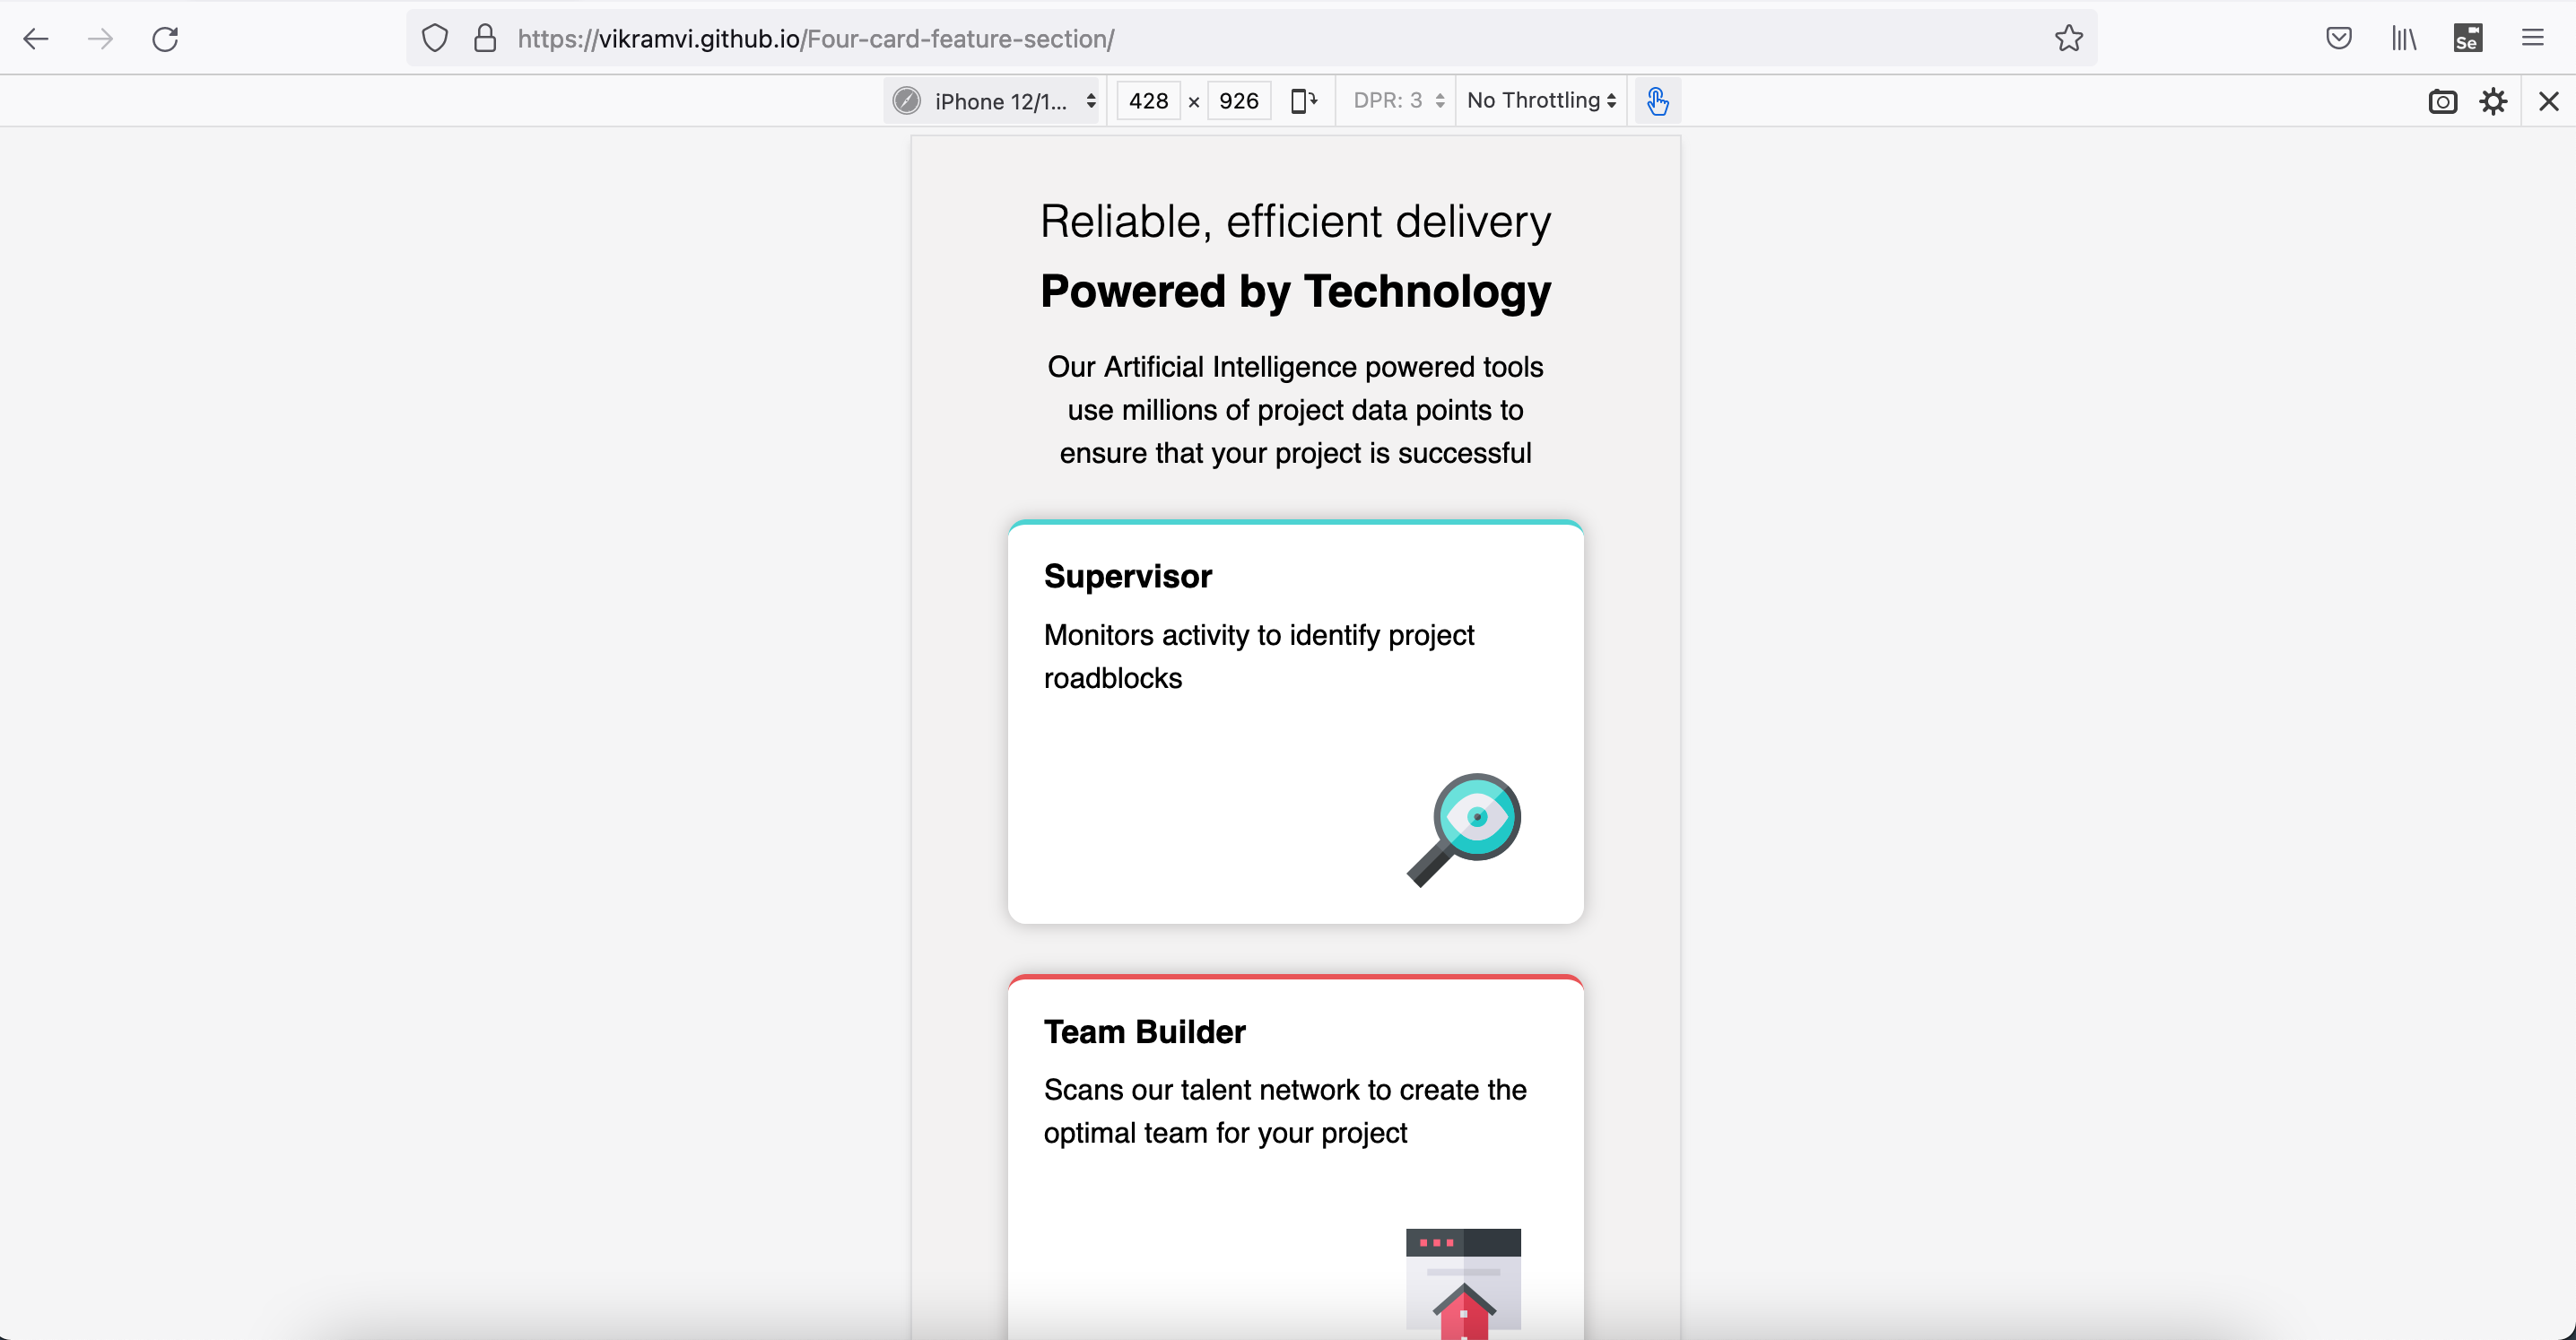 https://vikramvi.github.io/Four-card-feature-section/
Se
iPhone 12/1... 428 × 926 DPR: 3 No Throttling
Reliable, efficient delivery
Powered by Technology
Our Artificial Intelligence powered tools
use millions of project data points to
ensure that your project is successful
Supervisor
Monitors activity to identify project
roadblocks
Team Builder
Scans our talent network to create the
optimal team for your project